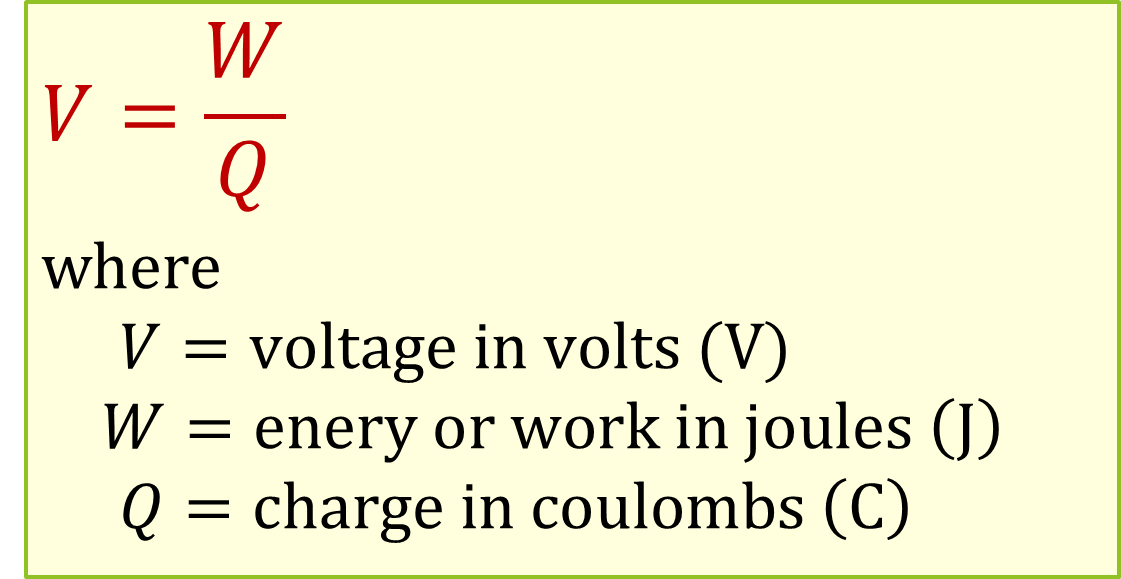 V = W/Q
where
V = voltage in volts (V)
W = enery or work in joules (J)
Q = charge in coulombs (C)